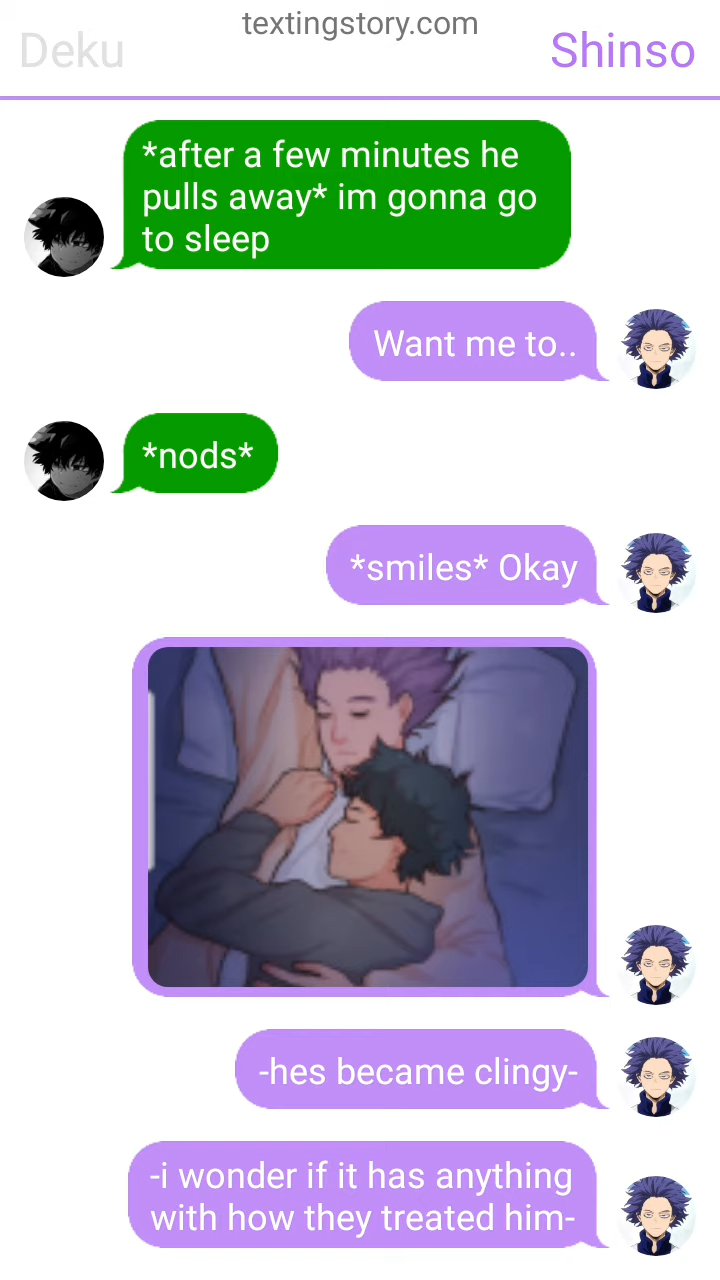 textingstory.com
Deku
Shinso
*after a few minutes he
pulls away* im gonna go
to sleep
Want me to..
*nods*
*smiles* Okay
-hes became clingy-
-i wonder if it has anything
with how they treated him-